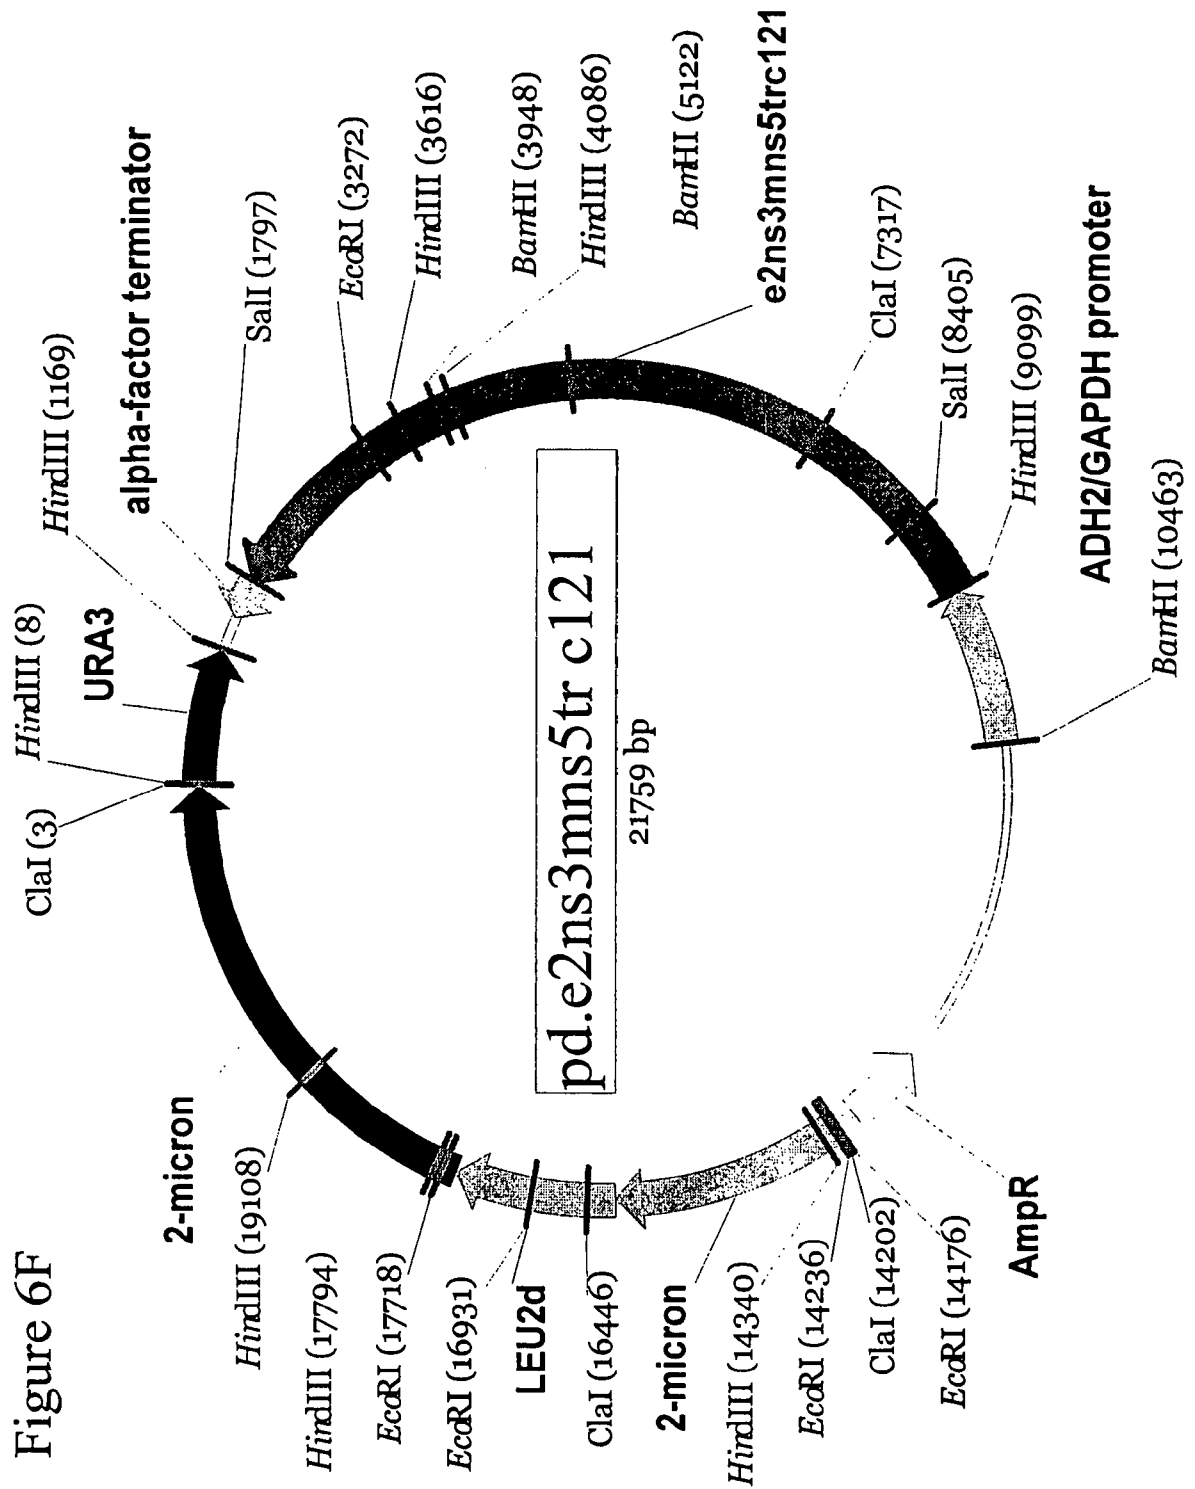 Figure 6F
ClaI (3)
HindIII (8)
URA3
HindIII (1169)
alpha-factor terminator
SalI (1797)
EcoRI (3272)
HindIII (3616)
BamHI (3948)
HindIII (4086)
BamHI (5122)
e2ns3mns5trc121
ClaI (7317)
SalI (8405)
HindIII (9099)
ADH2/GAPDH promoter
BamHI (10463)
AmpR
EcoRI (14176)
ClaI (14202)
EcoRI (14236)
HindIII (14340)
2-micron
ClaI (16446)
LEU2d
EcoRI (16931)
EcoRI (17718)
HindIII (17794)
HindIII (19108)
2-micron
pd.e2ns3mns5tr c121
21759 bp